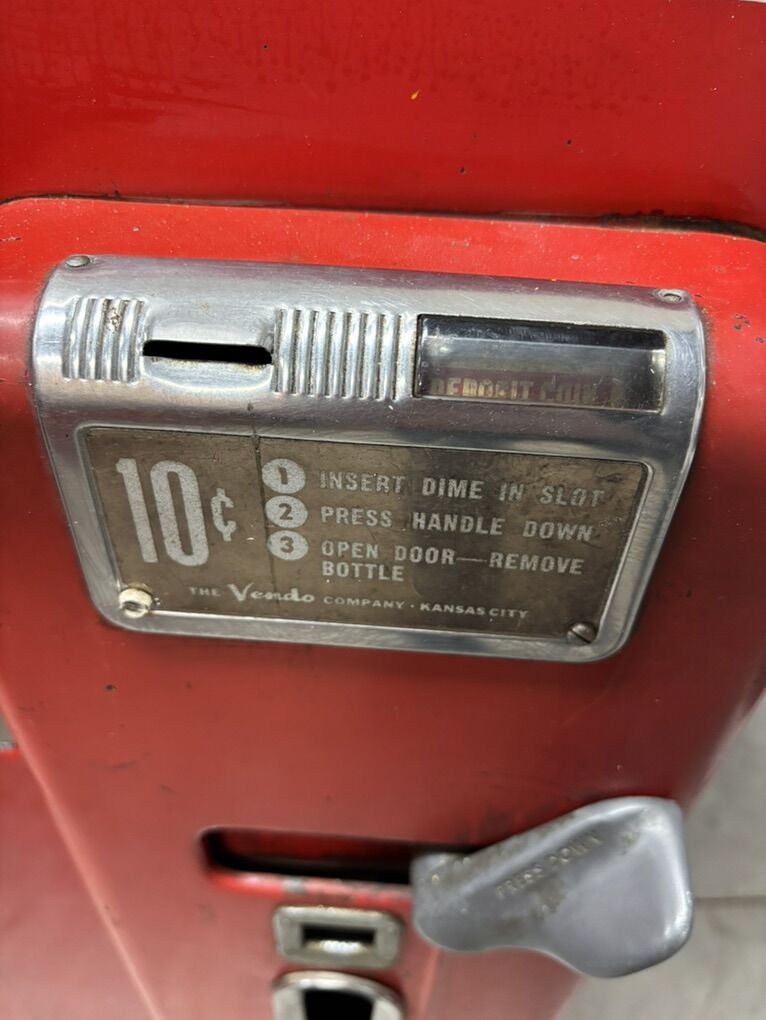 DEPOSIT COIN
10¢
1 INSERT DIME IN SLOT
2 PRESS HANDLE DOWN
3 OPEN DOOR—REMOVE
BOTTLE
THE Vendo COMPANY · KANSAS CITY
PRESS DOWN